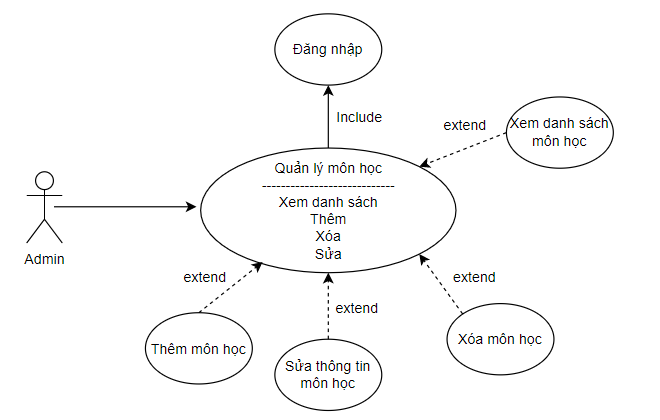 Đăng nhập
Include
extend
Xem danh sách
môn học
Quản lý môn học
----------------------------
Xem danh sách
Thêm
Xóa
Sửa
Admin
extend
extend
extend
Thêm môn học
Sửa thông tin
môn học
Xóa môn học